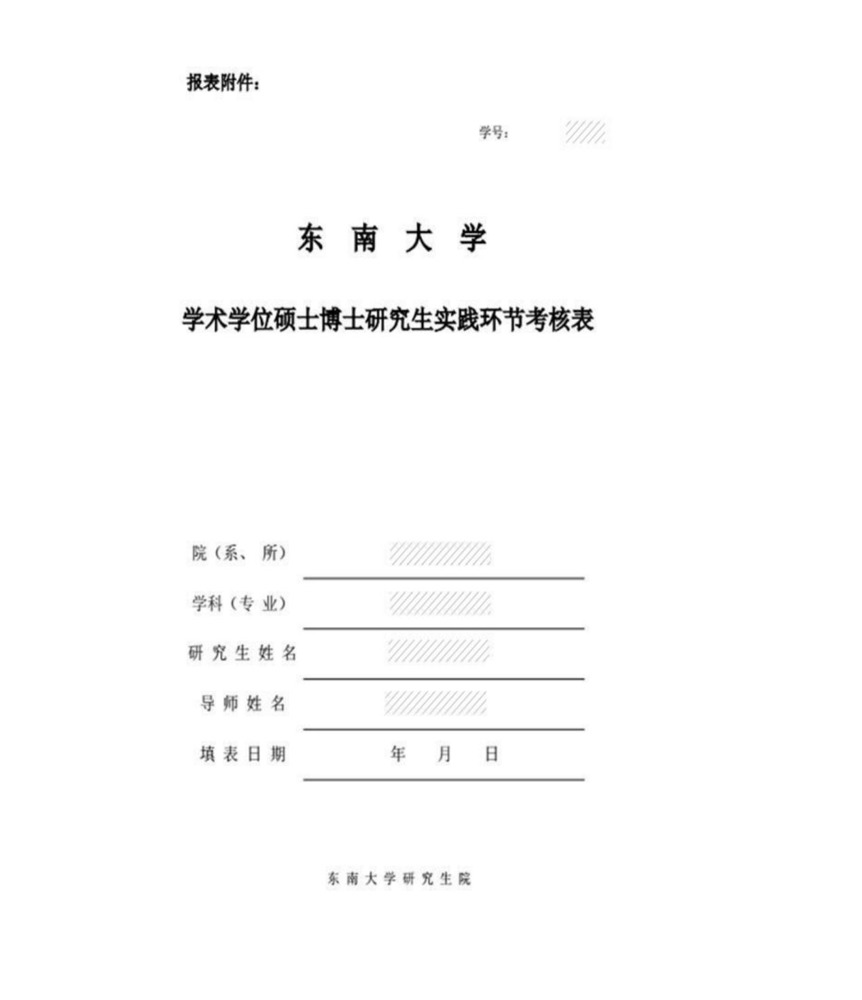 报表附件：
学号：
东 南 大 学
学术学位硕士博士研究生实践环节考核表
院（系、 所）
学科（专 业）
研 究 生 姓 名
导 师 姓 名
填 表 日 期 年 月 日
东 南 大 学 研 究 生 院